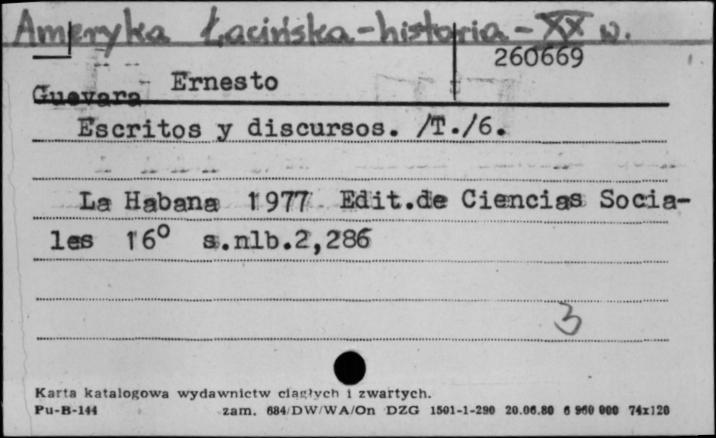 Ameryka Łacińska - historia - XX w.
260669
Guevara Ernesto
Escritos y discursos. /T./6.
La Habana 1977 Edit.de Ciencias Socia-
les 16° s.nlb.2,286
3
Karta katalogowa wydawnictw ciągłych i zwartych.
Pu-B-144 zam. 684/DW/WA/On DZG 1501-1-290 20.06.80 6 960 000 74x120